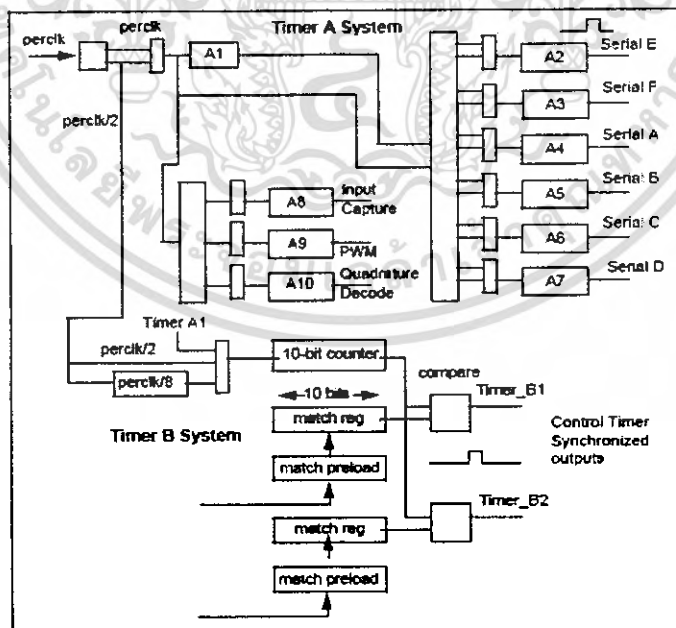 Timer A System
perclk
perclk
A1
perclk/2
A2
Serial E
A3
Serial F
A4
Serial A
A5
Serial B
A6
Serial C
A7
Serial D
A8
Input
Capture
A9
PWM
A10
Quadrature
Decode
Timer A1
perclk/2
perclk/8
10-bit counter
10 bits
compare
match reg
Timer_B1
Timer B System
match preload
Control Timer
Synchronized
outputs
match reg
Timer_B2
match preload